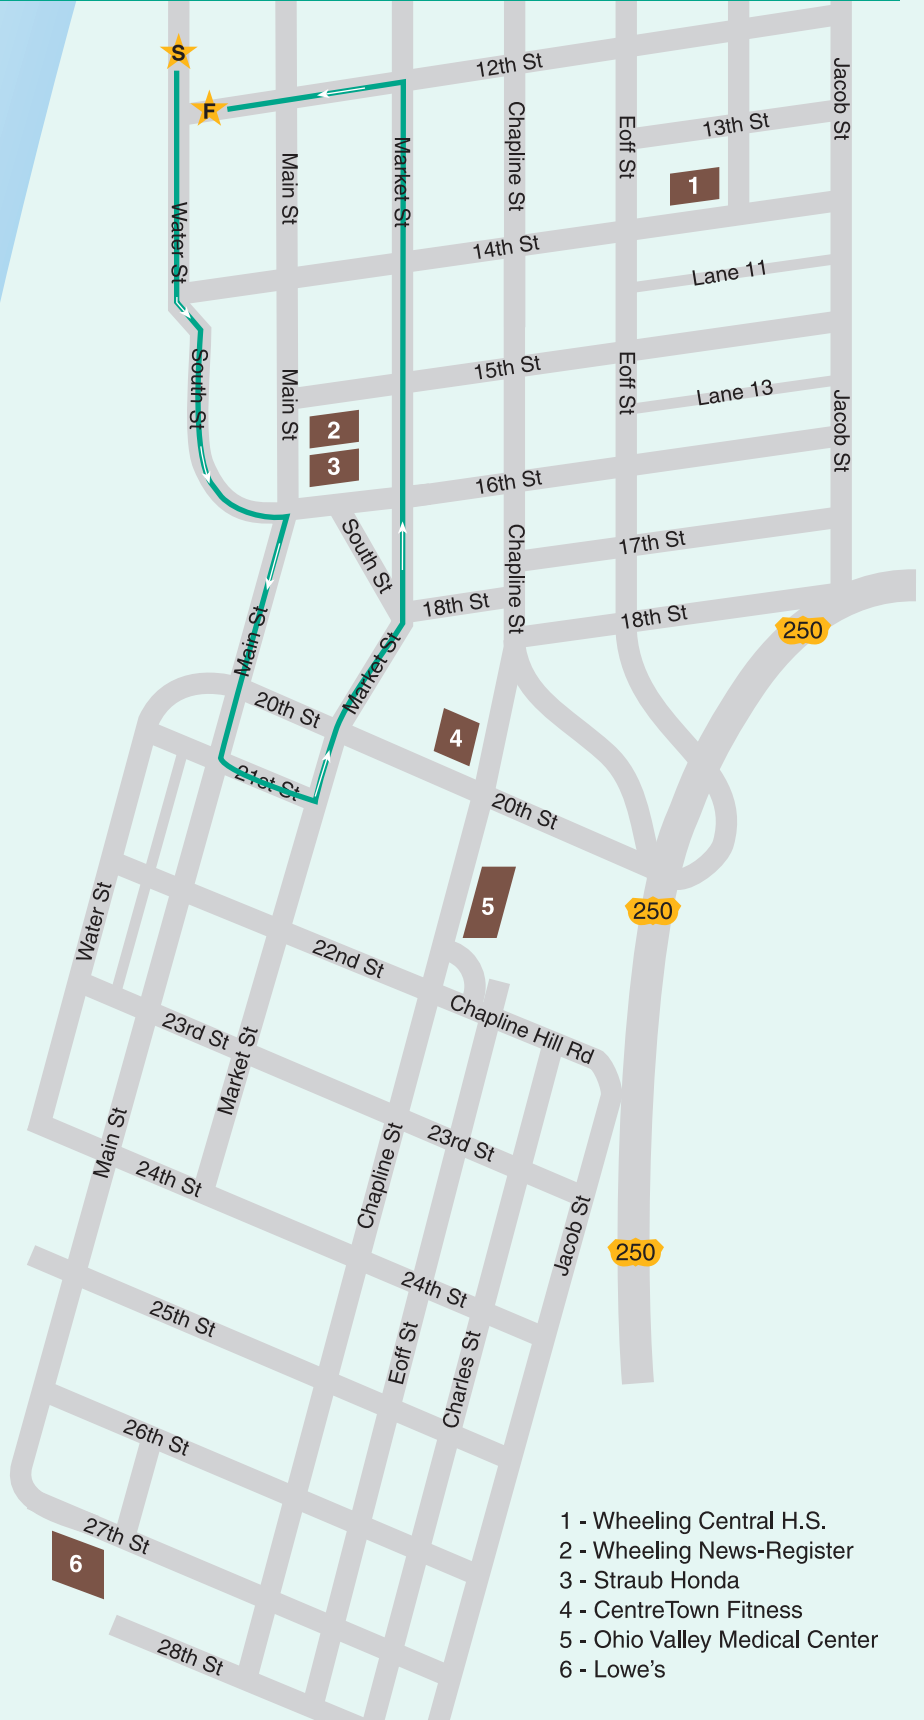 S
12th St
F
Jacob St
Chapline St
Eoff St
13th St
Market St
Main St
1
Water St
14th St
Lane 11
South St
15th St
Main St
Eoff St
Lane 13
Jacob St
2
3
16th St
South St
Chapline St
17th St
18th St
18th St
250
Main St
Market St
20th St
4
21st St
20th St
5
250
Water St
22nd St
Chapline Hill Rd
23rd St
Market St
Main St
Chapline St
23rd St
24th St
Jacob St
250
24th St
25th St
Eoff St
Charles St
26th St
27th St
6
28th St
1 - Wheeling Central H.S.
2 - Wheeling News-Register
3 - Straub Honda
4 - CentreTown Fitness
5 - Ohio Valley Medical Center
6 - Lowe's